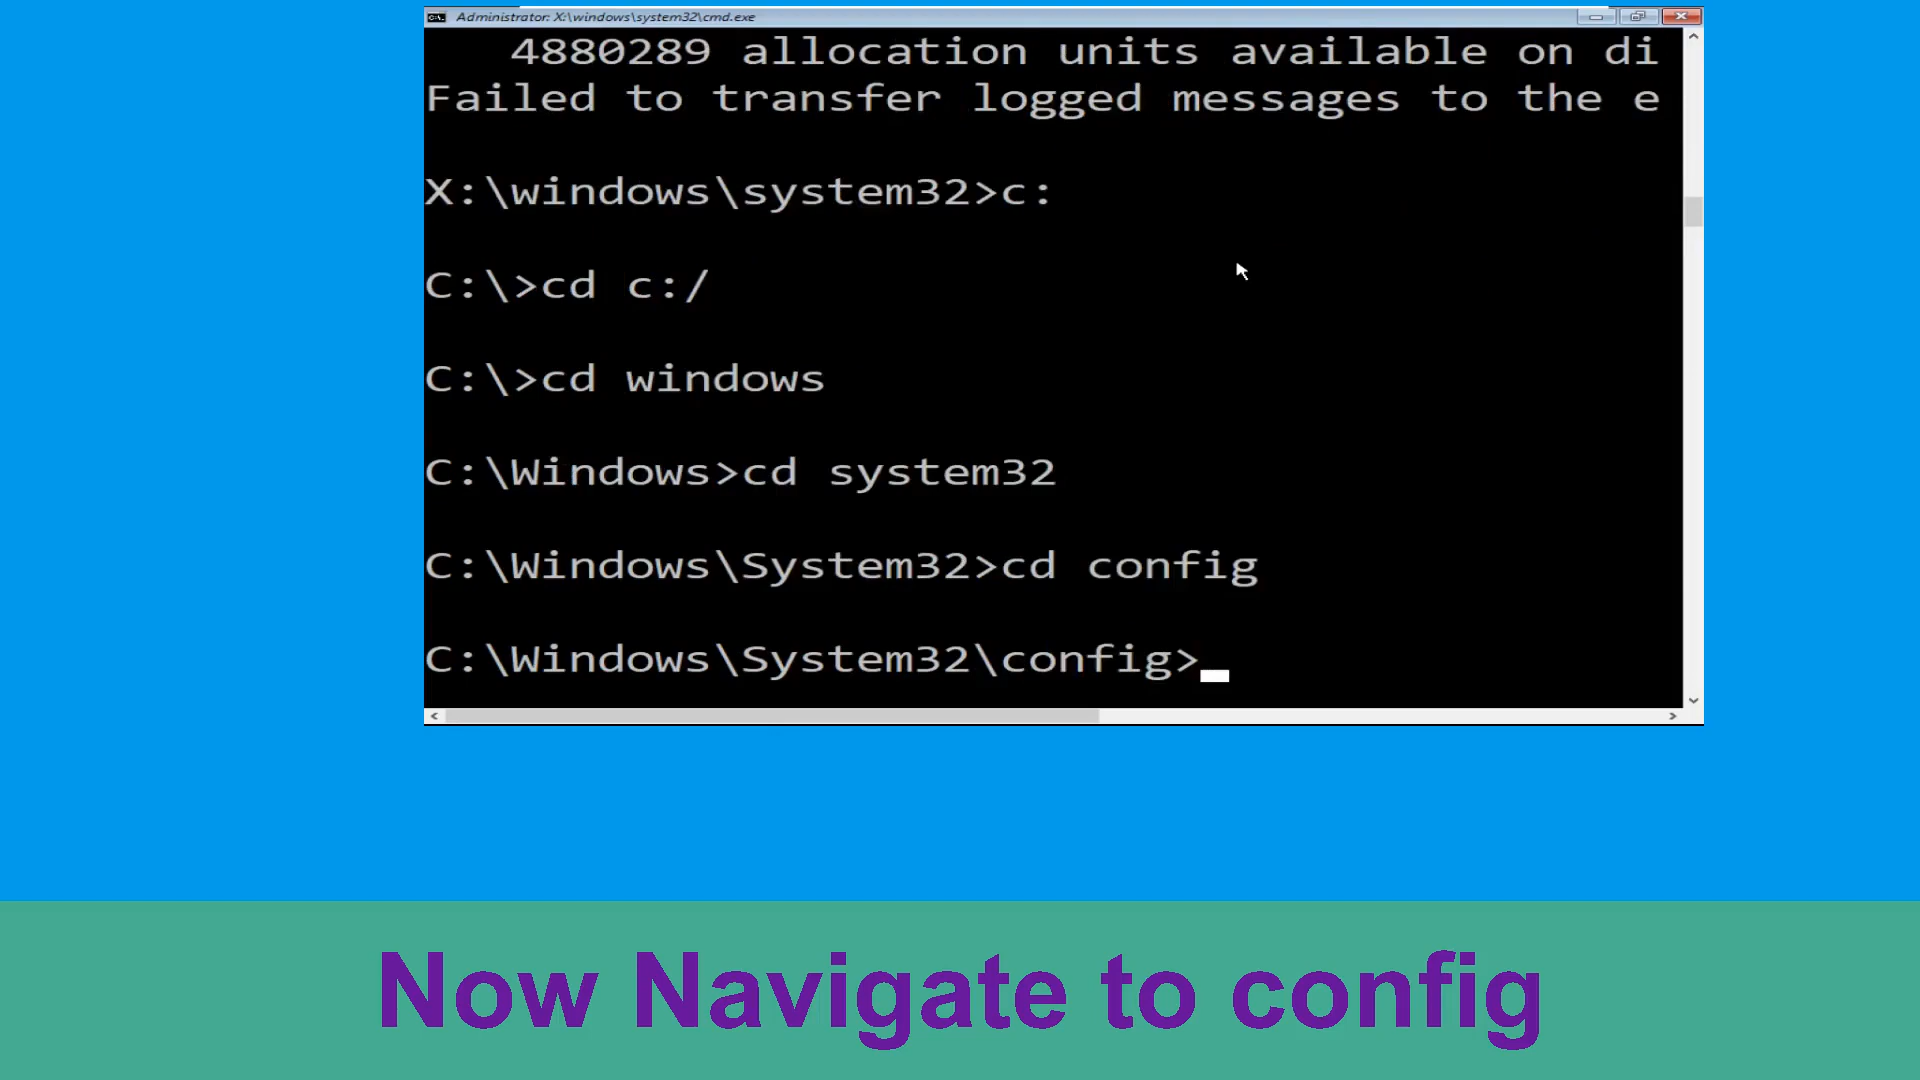 Administrator: X:\windows\system32\cmd.exe
4880289 allocation units available on di
Failed to transfer logged messages to the e
X:\windows\system32>c:
C:\>cd c:/
C:\>cd windows
C:\Windows>cd system32
C:\Windows\System32>cd config
C:\Windows\System32\config>
Now Navigate to config